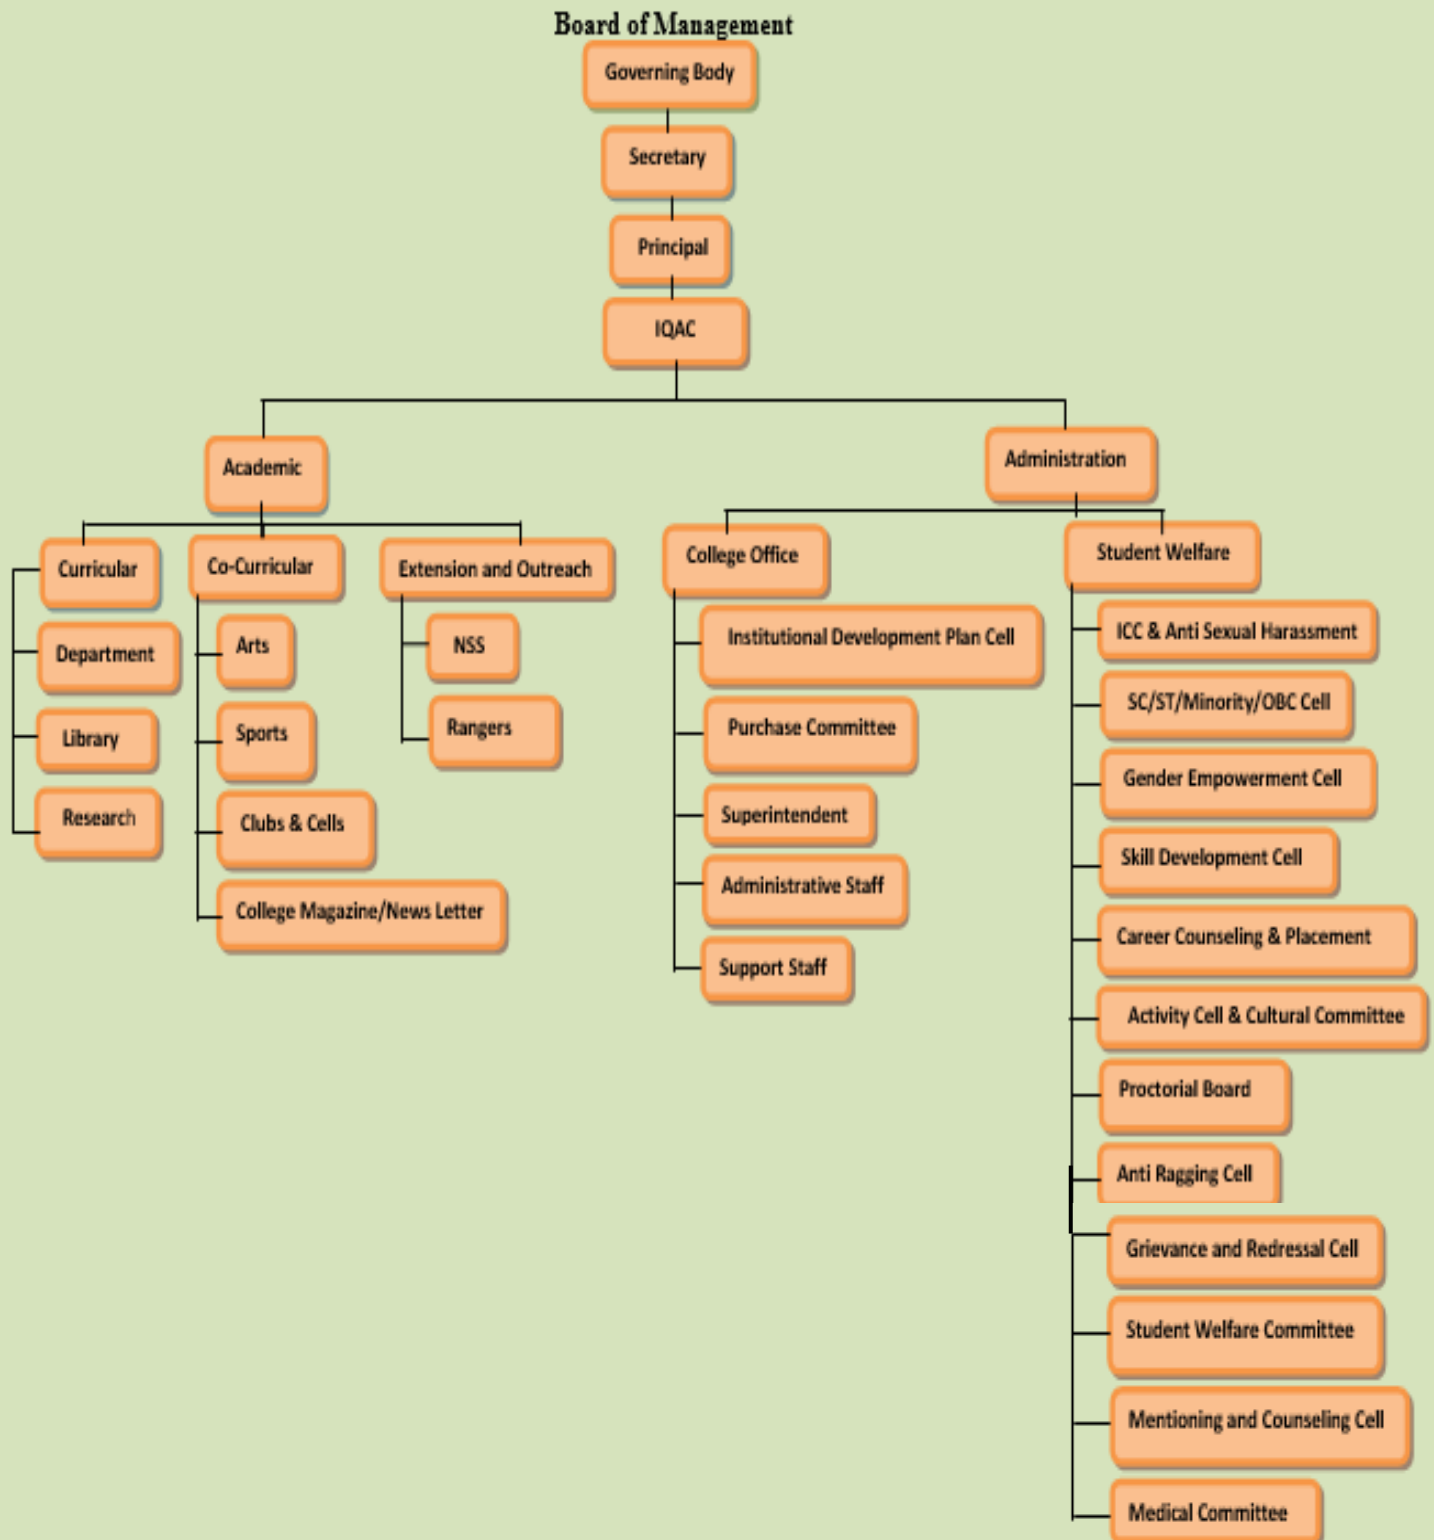 Board of Management
Governing Body
Secretary
Principal
IQAC
Academic
Administration
Curricular
Co-Curricular
Extension and Outreach
College Office
Student Welfare
Department
Library
Research
Arts
Sports
Clubs & Cells
College Magazine/News Letter
NSS
Rangers
Institutional Development Plan Cell
Purchase Committee
Superintendent
Administrative Staff
Support Staff
ICC & Anti Sexual Harassment
SC/ST/Minority/OBC Cell
Gender Empowerment Cell
Skill Development Cell
Career Counseling & Placement
Activity Cell & Cultural Committee
Proctorial Board
Anti Ragging Cell
Grievance and Redressal Cell
Student Welfare Committee
Mentioning and Counseling Cell
Medical Committee